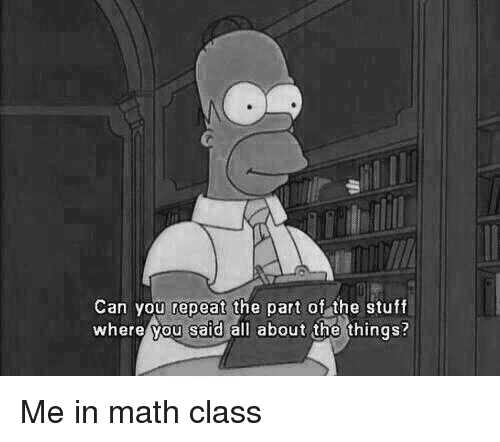 Can you repeat the part of the stuff
where you said all about the things?
Me in math class